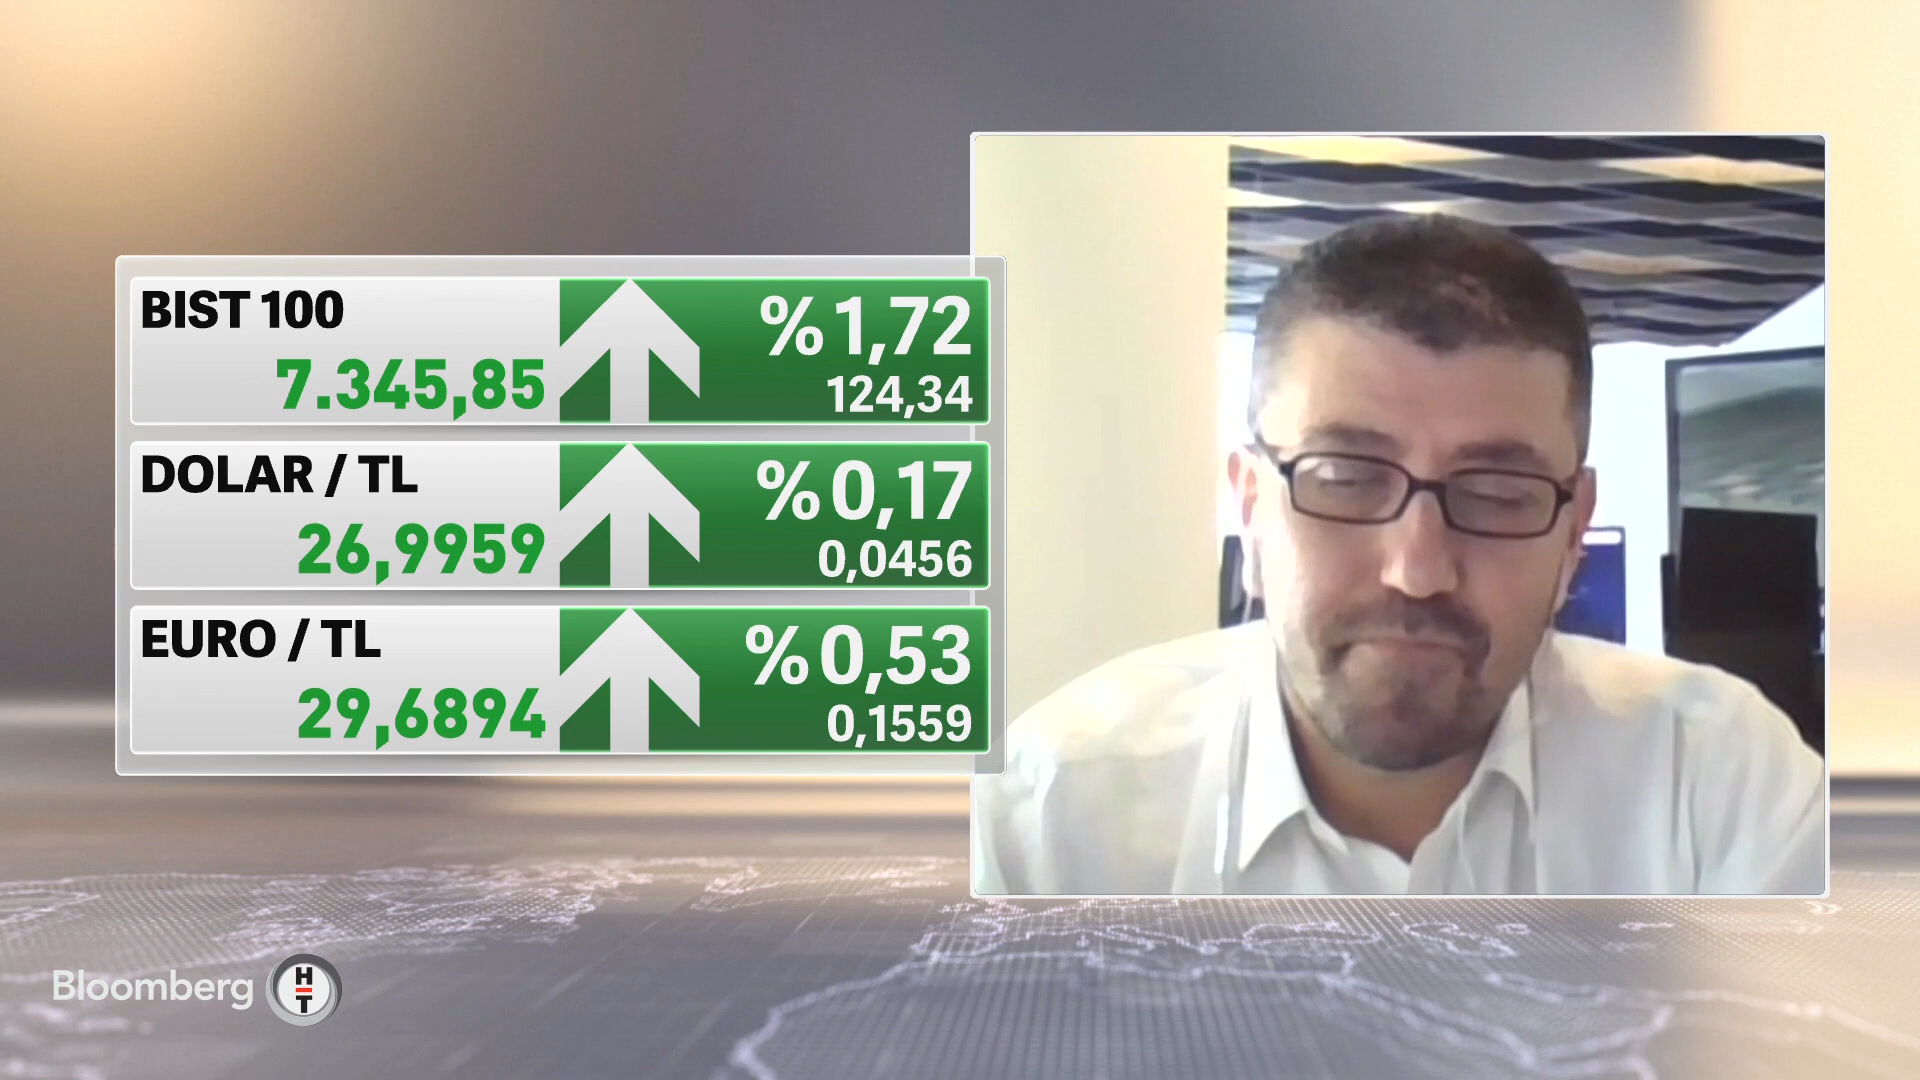 BIST 100
7.345,85
%1,72
124,34
DOLAR / TL
26,9959
%0,17
0,0456
EURO / TL
29,6894
%0,53
0,1559
Bloomberg HT